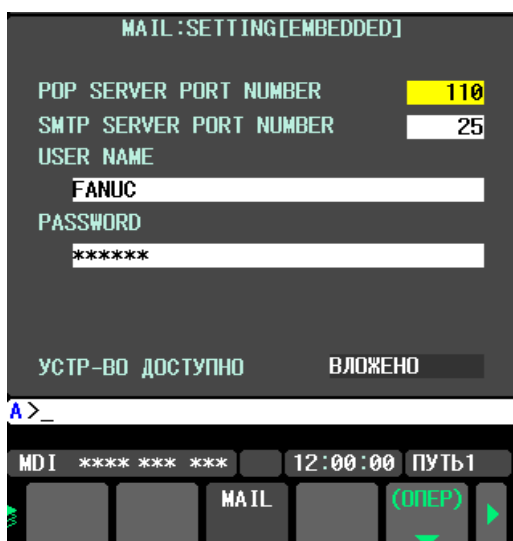 MAIL:SETTING[EMBEDDED]
POP SERVER PORT NUMBER 110
SMTP SERVER PORT NUMBER 25
USER NAME
FANUC
PASSWORD
******
УСТР-ВО ДОСТУПНО ВЛОЖЕНО
A>_
MDI **** *** *** 12:00:00 ПУТЬ1
MAIL (ОПЕР)